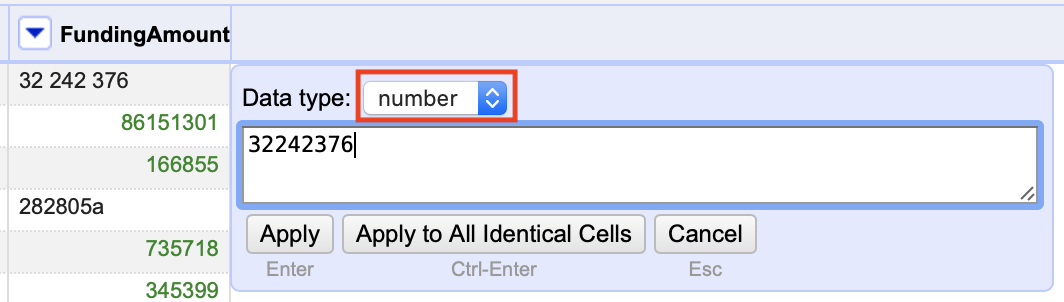 FundingAmount
32 242 376
86151301
166855
282805a
735718
345399
Data type: number
32242376
Apply Apply to All Identical Cells Cancel
Enter Ctrl-Enter Esc